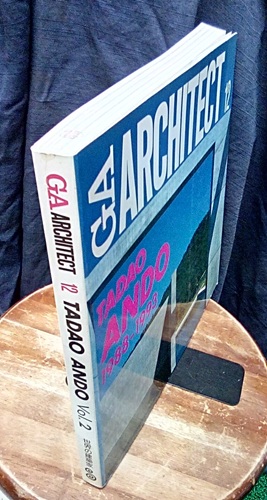 GA ARCHITECT 12
TADAO
ANDO
1988-1993
GA ARCHITECT 12 TADAO ANDO Vol. 2